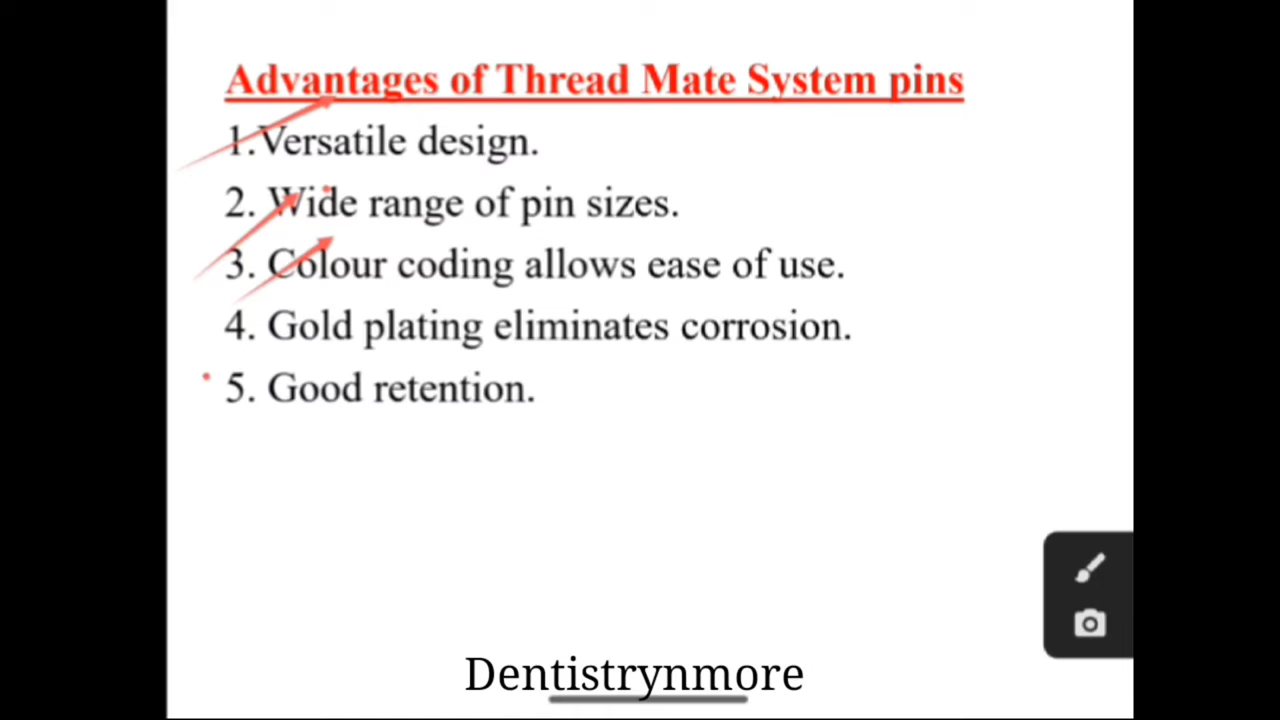 Advantages of Thread Mate System pins
1.Versatile design.
2. Wide range of pin sizes.
3. Colour coding allows ease of use.
4. Gold plating eliminates corrosion.
5. Good retention.
Dentistrynmore